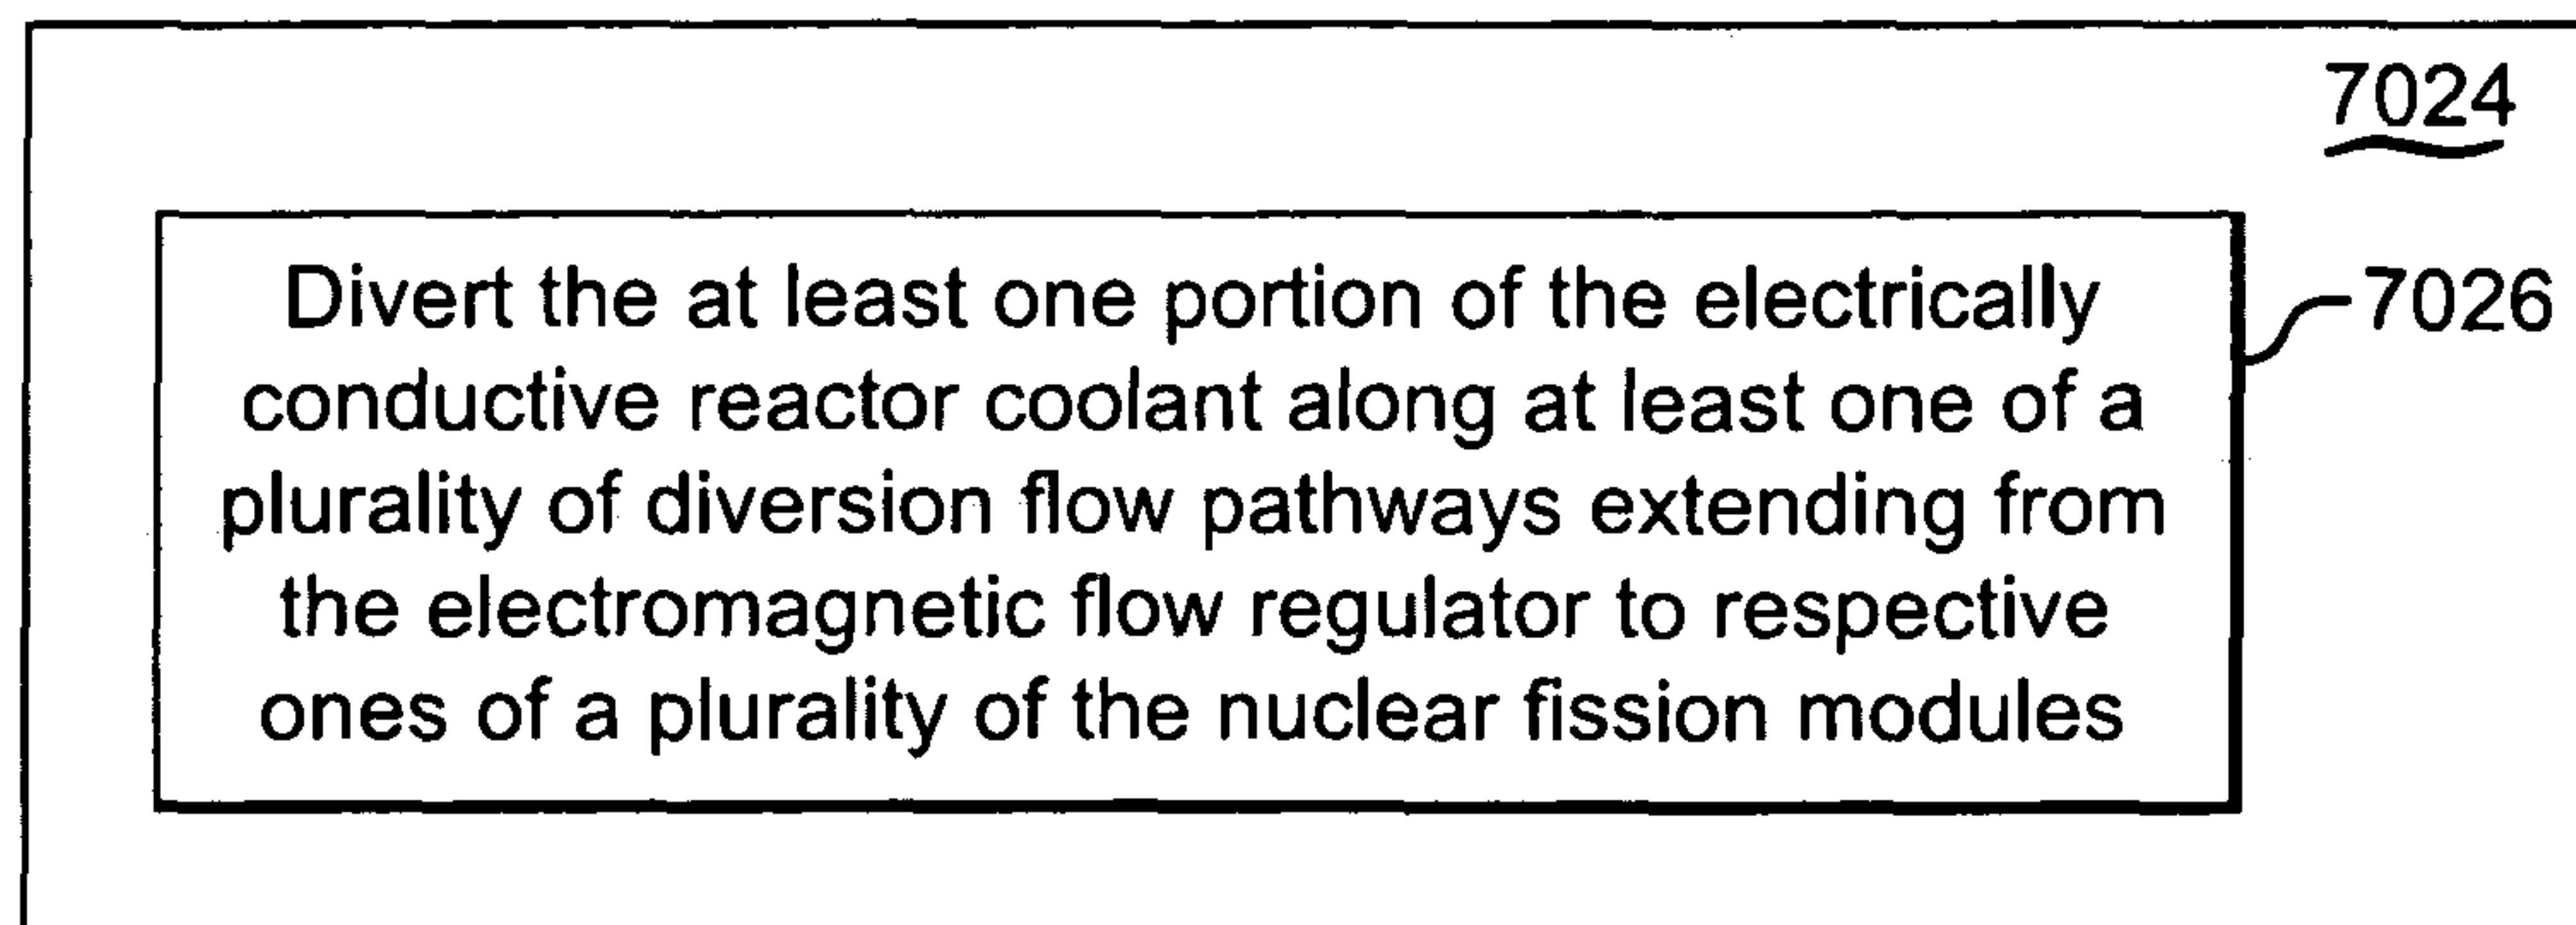 7024
Divert the at least one portion of the electrically
conductive reactor coolant along at least one of a
plurality of diversion flow pathways extending from
the electromagnetic flow regulator to respective
ones of a plurality of the nuclear fission modules
7026